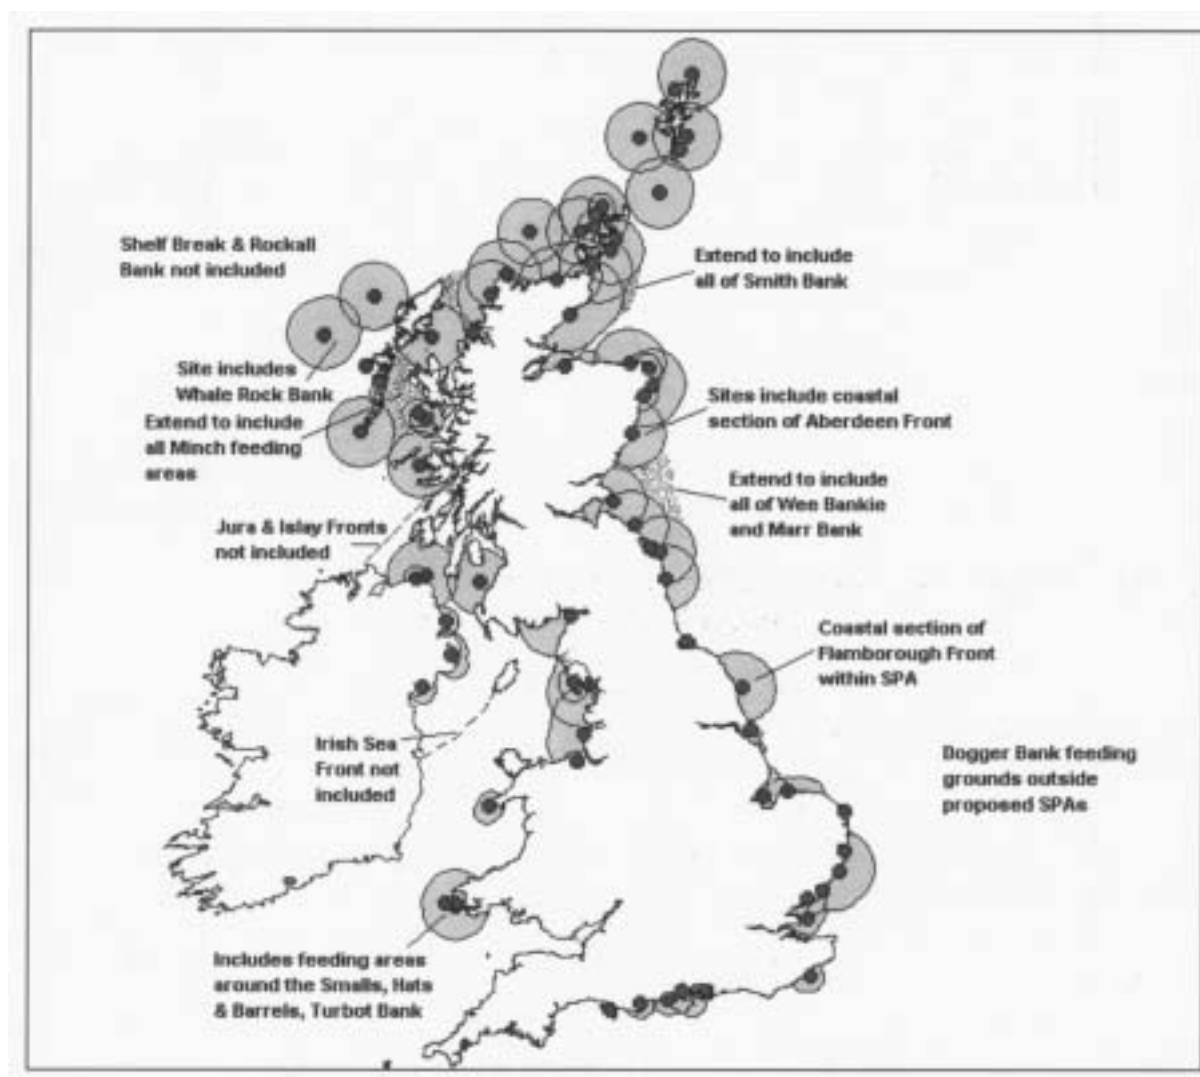 Shelf Break & Rockall
Bank not included
Extend to include
all of Smith Bank
Site includes
Whale Rock Bank
Extend to include
all Minch feeding
areas
Sites include coastal
section of Aberdeen Front
Extend to include
all of Wee Bankie
and Marr Bank
Jura & Islay Fronts
not included
Coastal section of
Flamborough Front
within SPA
Irish Sea
Front not
included
Dogger Bank feeding
grounds outside
proposed SPAs
Includes feeding areas
around the Smalls, Hats
& Barrels, Turbot Bank